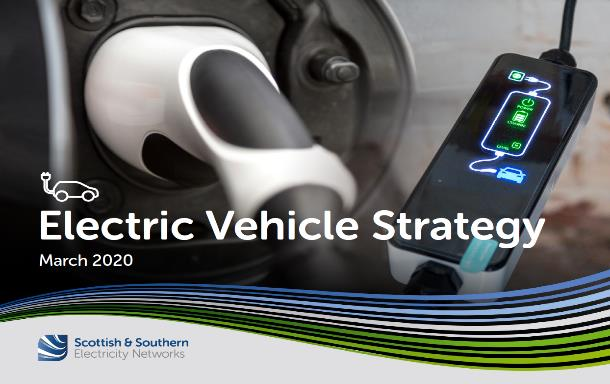 Electric Vehicle Strategy
March 2020
Scottish & Southern
Electricity Networks